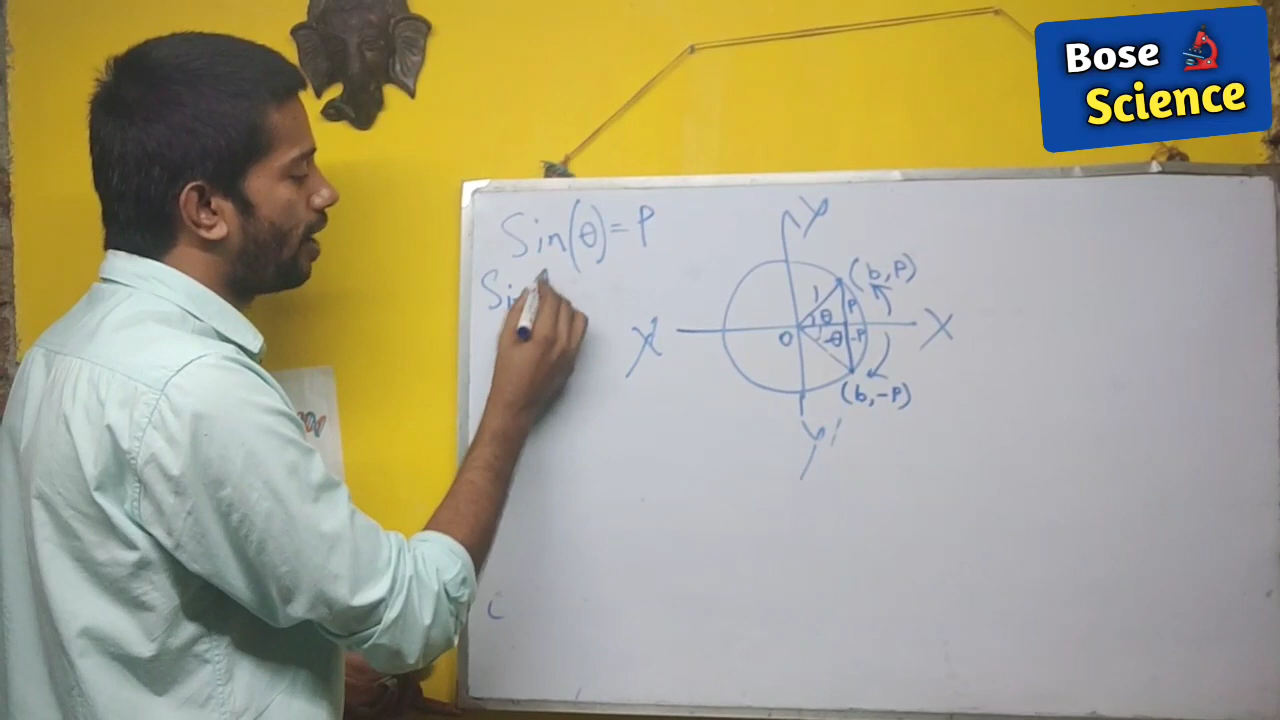 Bose
Science
Sin(θ) = P
Sin
Y
(b, P)
1
P
θ
X'
X
O
-θ
-P
(b, -P)
Y'